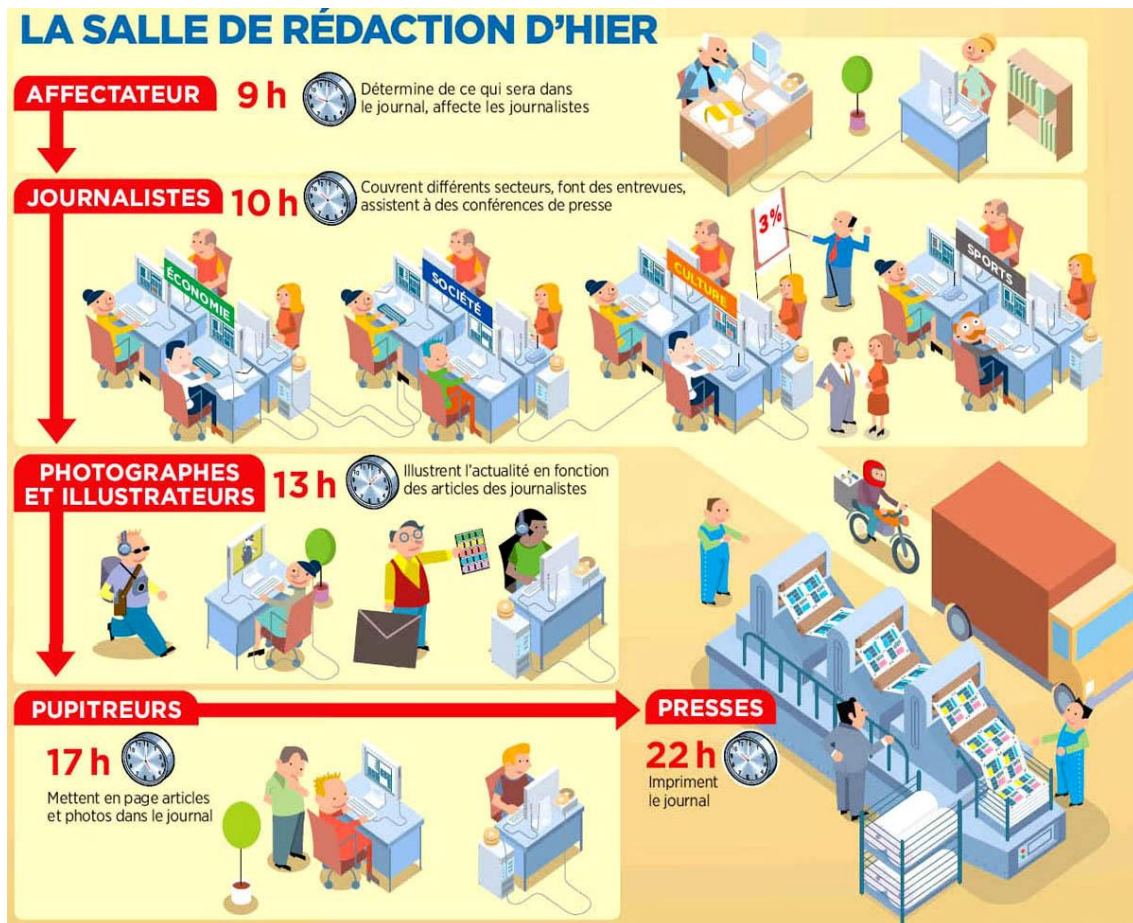 LA SALLE DE RÉDACTION D'HIER
AFFECTATEUR
9 h
Détermine de ce qui sera dans
le journal, affecte les journalistes
JOURNALISTES
10 h
Couvrent différents secteurs, font des entrevues,
assistent à des conférences de presse
ÉCONOMIE
SOCIÉTÉ
CULTURE
3%
SPORTS
PHOTOGRAPHES
ET ILLUSTRATEURS
13 h
Illustrent l'actualité en fonction
des articles des journalistes
PUPITREURS
17 h
Mettent en page articles
et photos dans le journal
PRESSES
22 h
Impriment
le journal